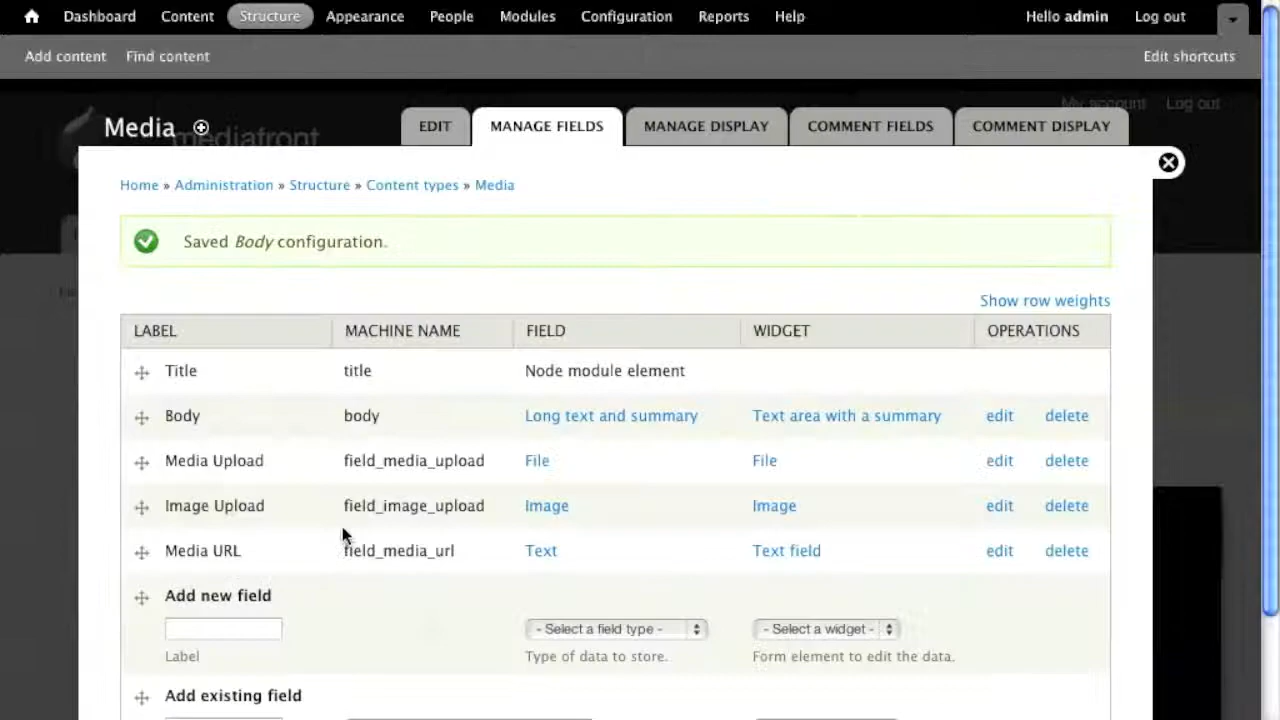 Dashboard Content Structure Appearance People Modules Configuration Reports Help Hello admin Log out
Add content Find content Edit shortcuts
My account Log out
Media mediafront EDIT MANAGE FIELDS MANAGE DISPLAY COMMENT FIELDS COMMENT DISPLAY
Home » Administration » Structure » Content types » Media
Saved Body configuration.
Show row weights
LABEL MACHINE NAME FIELD WIDGET OPERATIONS
Title title Node module element
Body body Long text and summary Text area with a summary edit delete
Media Upload field_media_upload File File edit delete
Image Upload field_image_upload Image Image edit delete
Media URL field_media_url Text Text field edit delete
Add new field
- Select a field type - - Select a widget -
Label Type of data to store. Form element to edit the data.
Add existing field